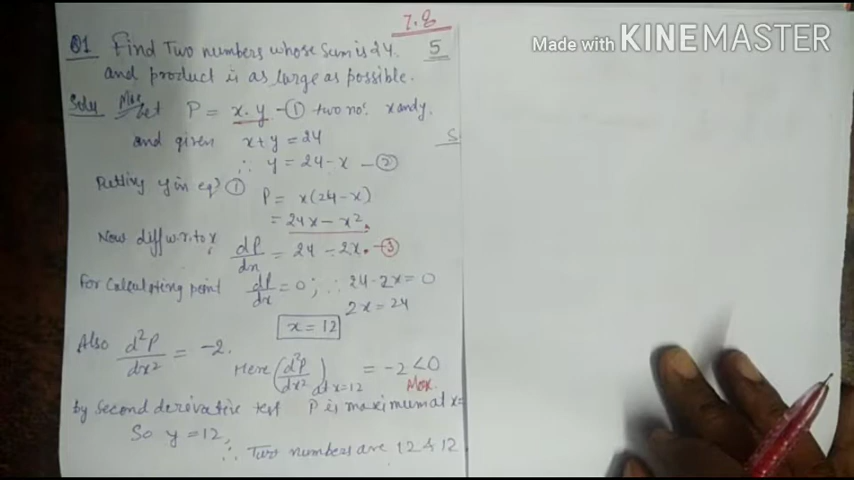 7.8
Made with KINEMASTER
Q1 Find Two numbers whose sum is 24.
and product is as large as possible.
5
Solu Max Let P = x.y -① two no. x and y.
and given x+y = 24
S
∴ y = 24-x -②
Putting y in eqn ①
P = x(24-x)
= 24x - x².
Now diff w.r. to x dP/dx = 24 - 2x. -③
For Calculating point dP/dx = 0; ∴ 24-2x = 0
2x = 24
x = 12
Also d²P/dx² = -2. Here (d²P/dx²) at x=12 = -2 < 0
Max.
by second derivative test P is maximum at x=
So y = 12,
∴ Two numbers are 12 & 12